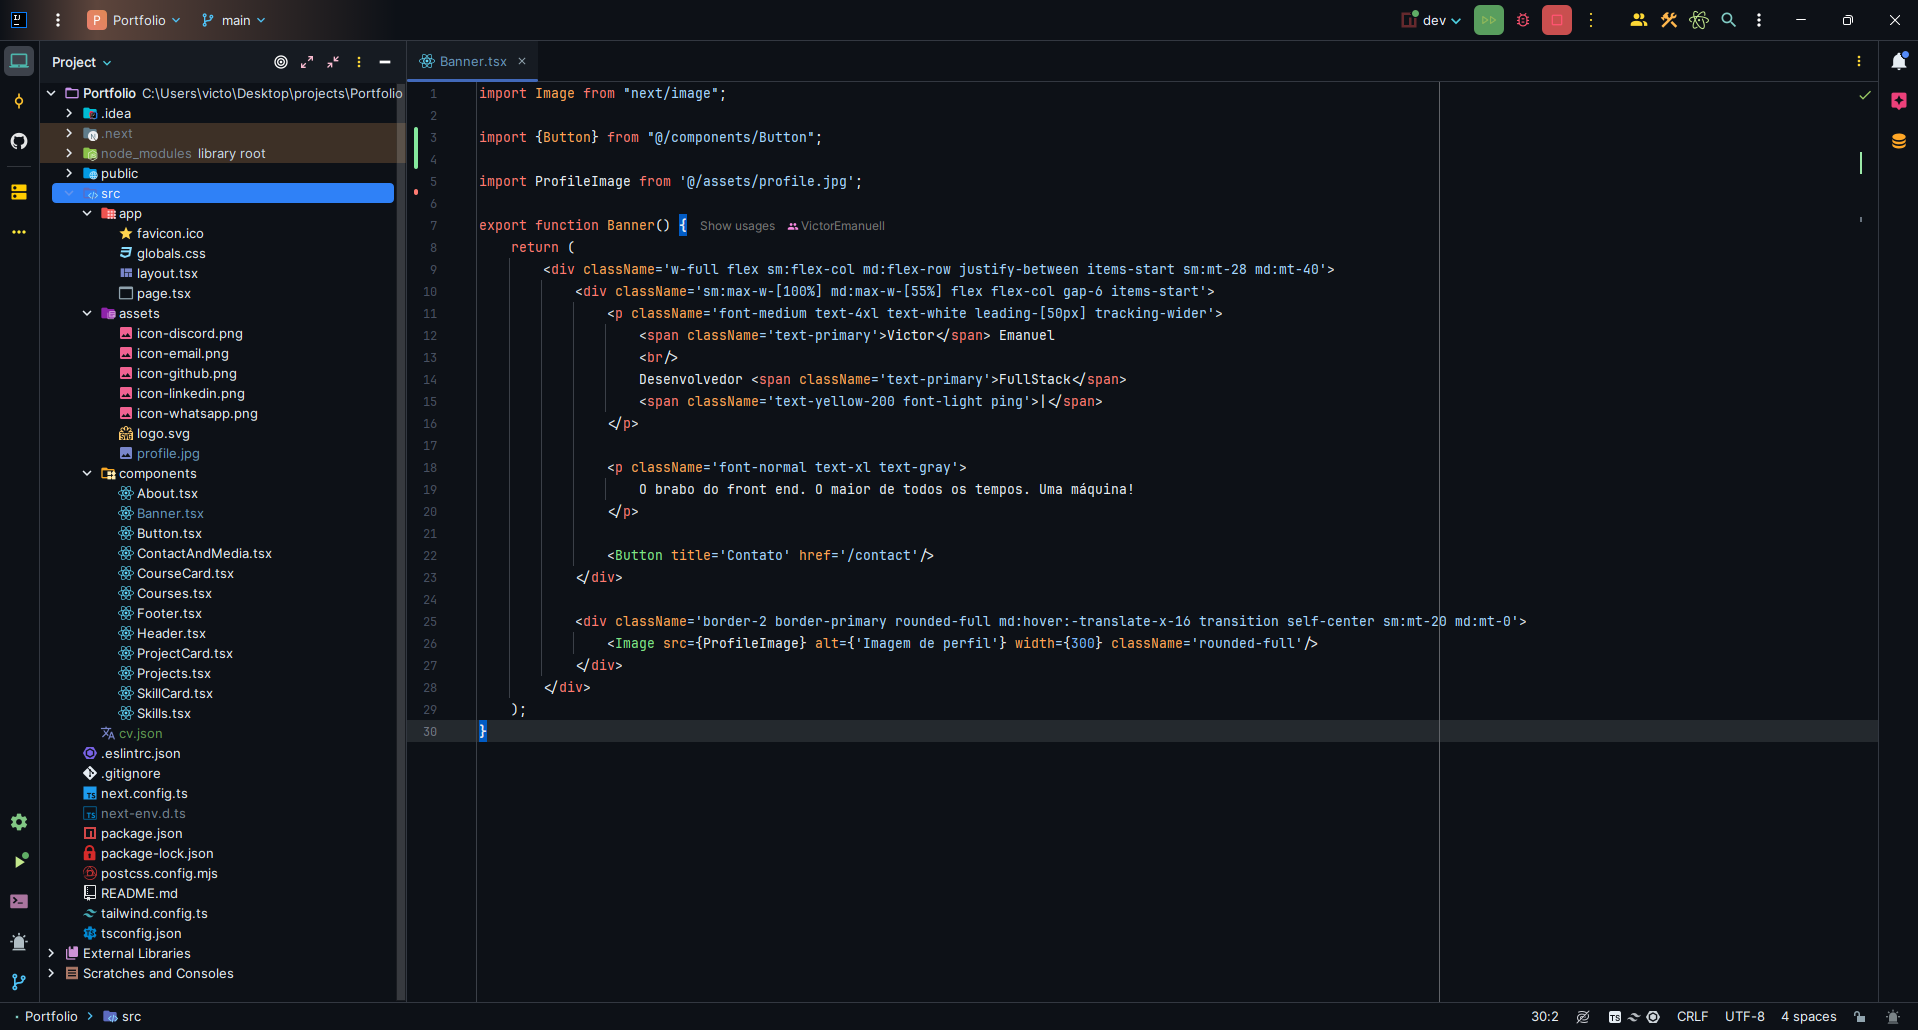 P Portfolio main dev
Project
Banner.tsx
Portfolio C:\Users\victo\Desktop\projects\Portfolio
.idea
.next
node_modules library root
public
src
app
favicon.ico
globals.css
layout.tsx
page.tsx
assets
icon-discord.png
icon-email.png
icon-github.png
icon-linkedin.png
icon-whatsapp.png
logo.svg
profile.jpg
components
About.tsx
Banner.tsx
Button.tsx
ContactAndMedia.tsx
CourseCard.tsx
Courses.tsx
Footer.tsx
Header.tsx
ProjectCard.tsx
Projects.tsx
SkillCard.tsx
Skills.tsx
cv.json
.eslintrc.json
.gitignore
next.config.ts
next-env.d.ts
package.json
package-lock.json
postcss.config.mjs
README.md
tailwind.config.ts
tsconfig.json
External Libraries
Scratches and Consoles
1 import Image from "next/image";
2
3 import {Button} from "@/components/Button";
4
5 import ProfileImage from '@/assets/profile.jpg';
6
7 export function Banner() { Show usages VictorEmanuell
8 return (
9 <div className='w-full flex sm:flex-col md:flex-row justify-between items-start sm:mt-28 md:mt-40'>
10 <div className='sm:max-w-[100%] md:max-w-[55%] flex flex-col gap-6 items-start'>
11 <p className='font-medium text-4xl text-white leading-[50px] tracking-wider'>
12 <span className='text-primary'>Victor</span> Emanuel
13 <br/>
14 Desenvolvedor <span className='text-primary'>FullStack</span>
15 <span className='text-yellow-200 font-light ping'>|</span>
16 </p>
17
18 <p className='font-normal text-xl text-gray'>
19 O brabo do front end. O maior de todos os tempos. Uma máquina!
20 </p>
21
22 <Button title='Contato' href='/contact'/>
23 </div>
24
25 <div className='border-2 border-primary rounded-full md:hover:-translate-x-16 transition self-center sm:mt-20 md:mt-0'>
26 <Image src={ProfileImage} alt={'Imagem de perfil'} width={300} className='rounded-full'/>
27 </div>
28 </div>
29 );
30 }
Portfolio src 30:2 TS CRLF UTF-8 4 spaces